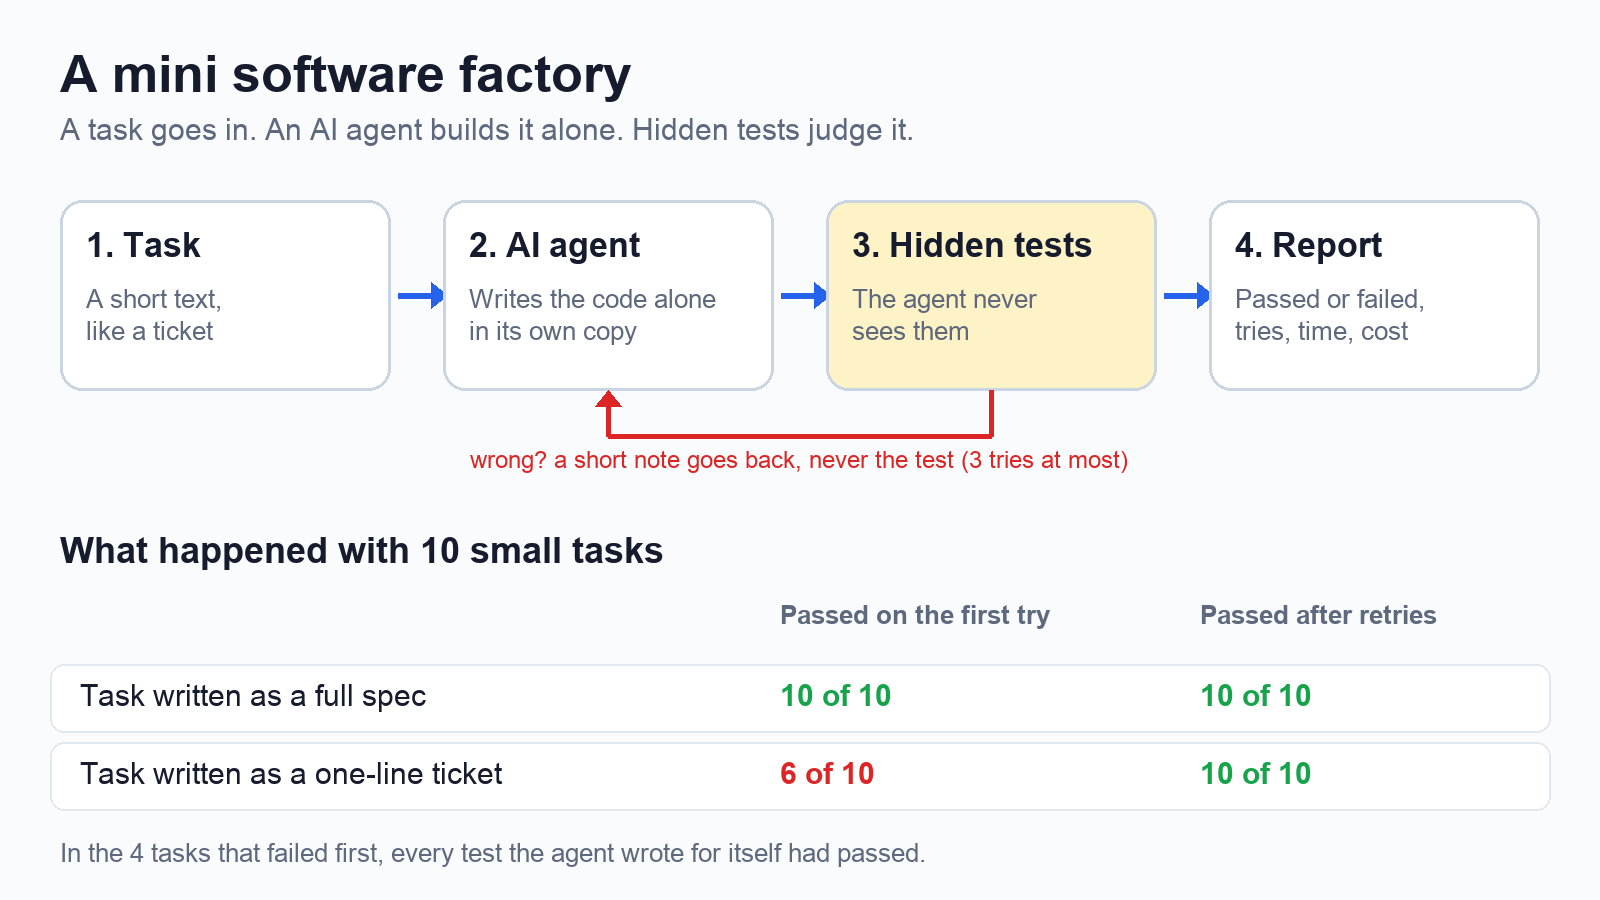 A mini software factory
A task goes in. An AI agent builds it alone. Hidden tests judge it.
1. Task
A short text,
like a ticket
2. AI agent
Writes the code alone
in its own copy
3. Hidden tests
The agent never
sees them
4. Report
Passed or failed,
tries, time, cost
wrong? a short note goes back, never the test (3 tries at most)
What happened with 10 small tasks
Passed on the first try
Passed after retries
Task written as a full spec
10 of 10
10 of 10
Task written as a one-line ticket
6 of 10
10 of 10
In the 4 tasks that failed first, every test the agent wrote for itself had passed.